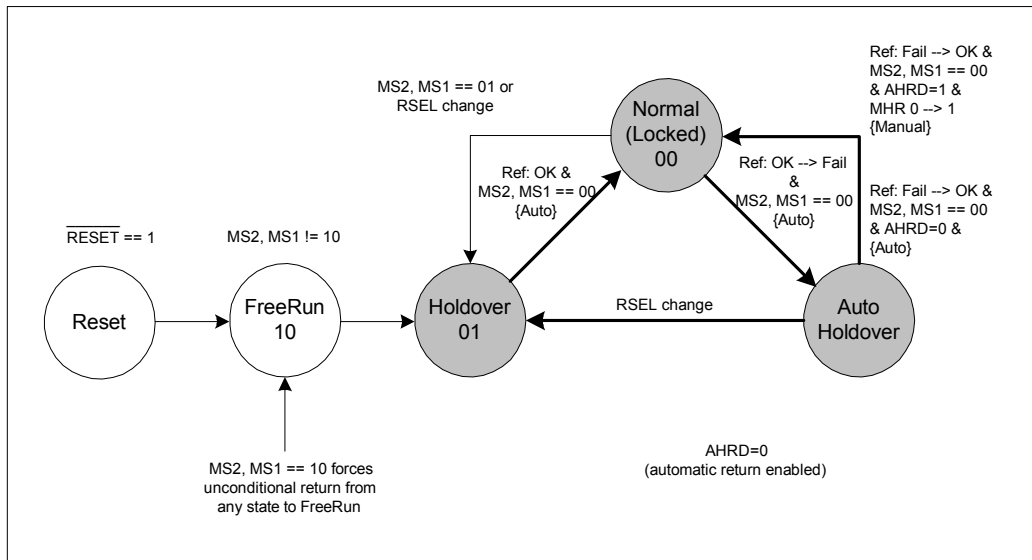 Ref: Fail --> OK &
MS2, MS1 == 00
& AHRD=1 &
MHR 0 --> 1
{Manual}
MS2, MS1 == 01 or
RSEL change
Normal
(Locked)
00
Ref: OK &
MS2, MS1 == 00
{Auto}
Ref: OK --> Fail
&
MS2, MS1 == 00
{Auto}
Ref: Fail --> OK &
MS2, MS1 == 00
& AHRD=0 &
{Auto}
RESET == 1
MS2, MS1 != 10
Reset
FreeRun
10
Holdover
01
RSEL change
Auto
Holdover
MS2, MS1 == 10 forces
unconditional return from
any state to FreeRun
AHRD=0
(automatic return enabled)